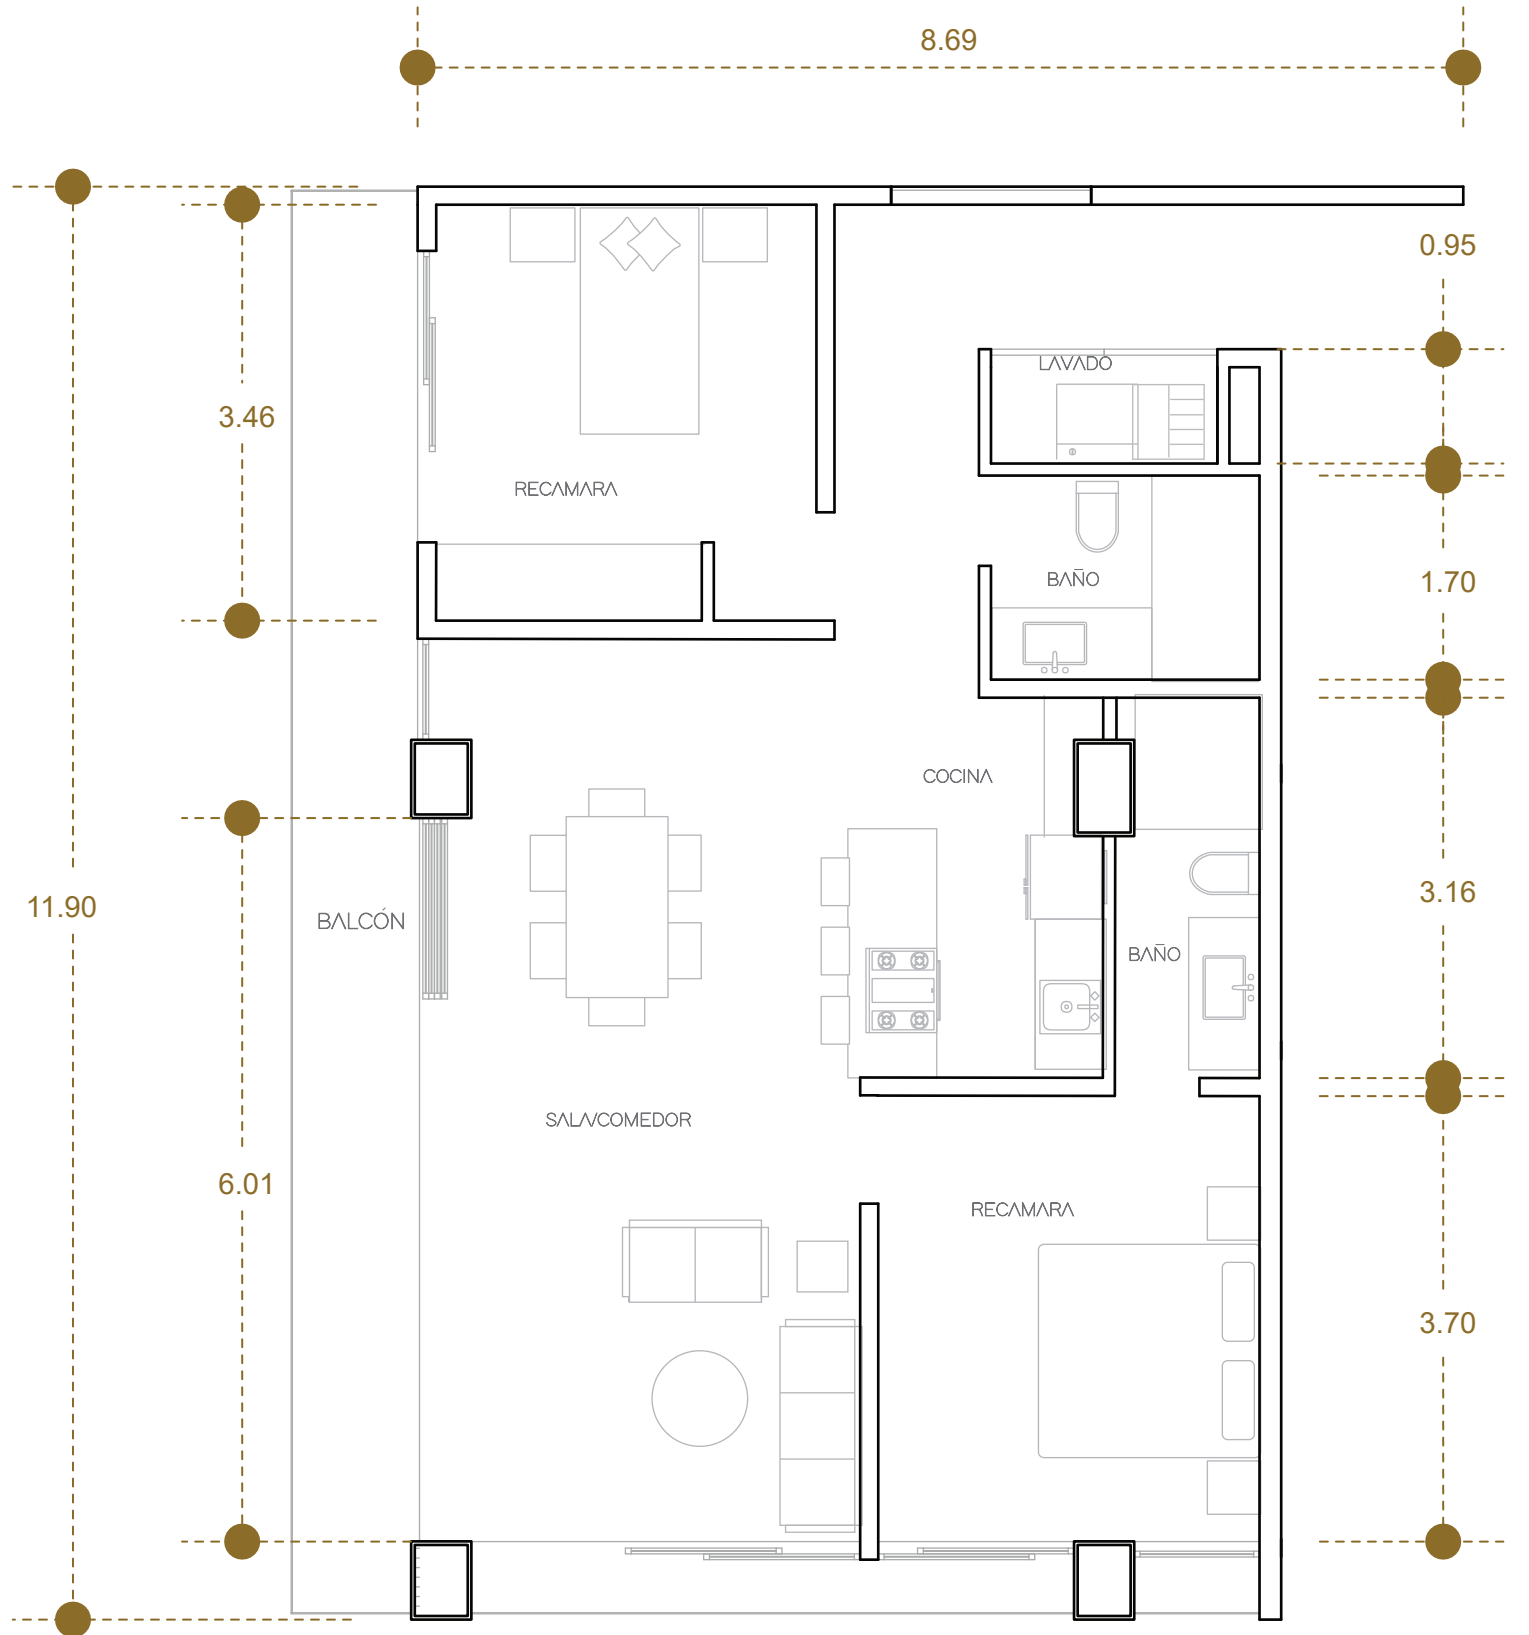 8.69
0.95
LAVADO
3.46
RECAMARA
BAÑO
1.70
COCINA
3.16
11.90
BALCÓN
BAÑO
SALA/COMEDOR
6.01
RECAMARA
3.70